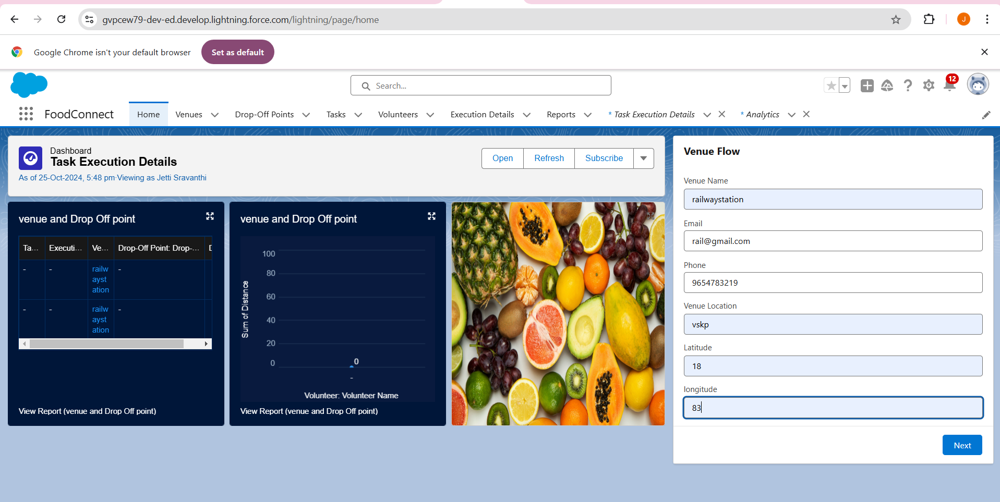 gvpcew79-dev-ed.develop.lightning.force.com/lightning/page/home
J
Google Chrome isn't your default browser
Set as default
Search...
12
FoodConnect
Home
Venues
Drop-Off Points
Tasks
Volunteers
Execution Details
Reports
* Task Execution Details
* Analytics
Dashboard
Task Execution Details
As of 25-Oct-2024, 5:48 pm·Viewing as Jetti Sravanthi
Open
Refresh
Subscribe
venue and Drop Off point
Ta...
Executi...
Ve...
Drop-Off Point: Drop-...
-
-
railw
ayst
ation
-
-
-
railw
ayst
ation
-
View Report (venue and Drop Off point)
venue and Drop Off point
Sum of Distance
100
80
60
40
20
0
0
-
Volunteer: Volunteer Name
View Report (venue and Drop Off point)
Venue Flow
Venue Name
railwaystation
Email
rail@gmail.com
Phone
9654783219
Venue Location
vskp
Latitude
18
longitude
83
Next